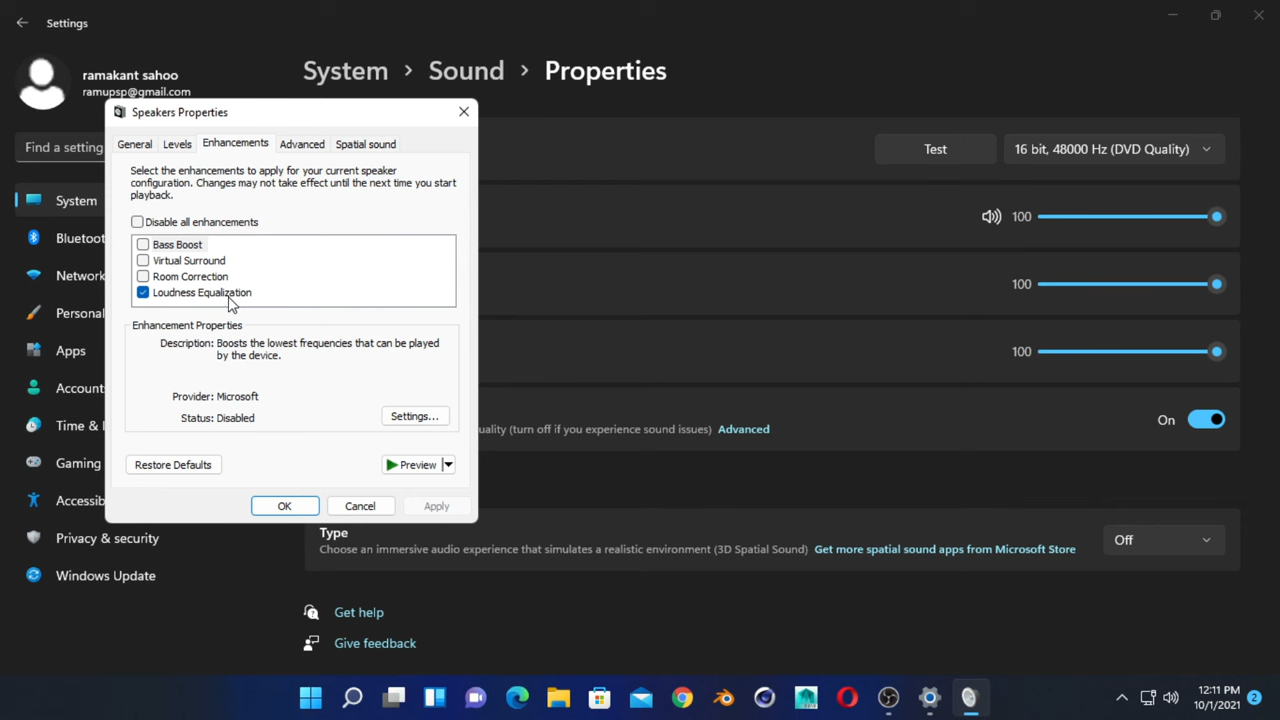 Settings
ramakant sahoo
ramupsp@gmail.com
Find a setting
System
Bluetoot
Network
Personal
Apps
Accounts
Time & l
Gaming
Accessib
Privacy & security
Windows Update
System > Sound > Properties
Test
16 bit, 48000 Hz (DVD Quality)
100
100
100
uality (turn off if you experience sound issues) Advanced
On
Type
Choose an immersive audio experience that simulates a realistic environment (3D Spatial Sound) Get more spatial sound apps from Microsoft Store
Off
Get help
Give feedback
Speakers Properties
General Levels Enhancements Advanced Spatial sound
Select the enhancements to apply for your current speaker
configuration. Changes may not take effect until the next time you start
playback.
Disable all enhancements
Bass Boost
Virtual Surround
Room Correction
Loudness Equalization
Enhancement Properties
Description: Boosts the lowest frequencies that can be played
by the device.
Provider: Microsoft
Status: Disabled
Settings...
Restore Defaults
Preview
OK Cancel Apply
12:11 PM
10/1/2021
2